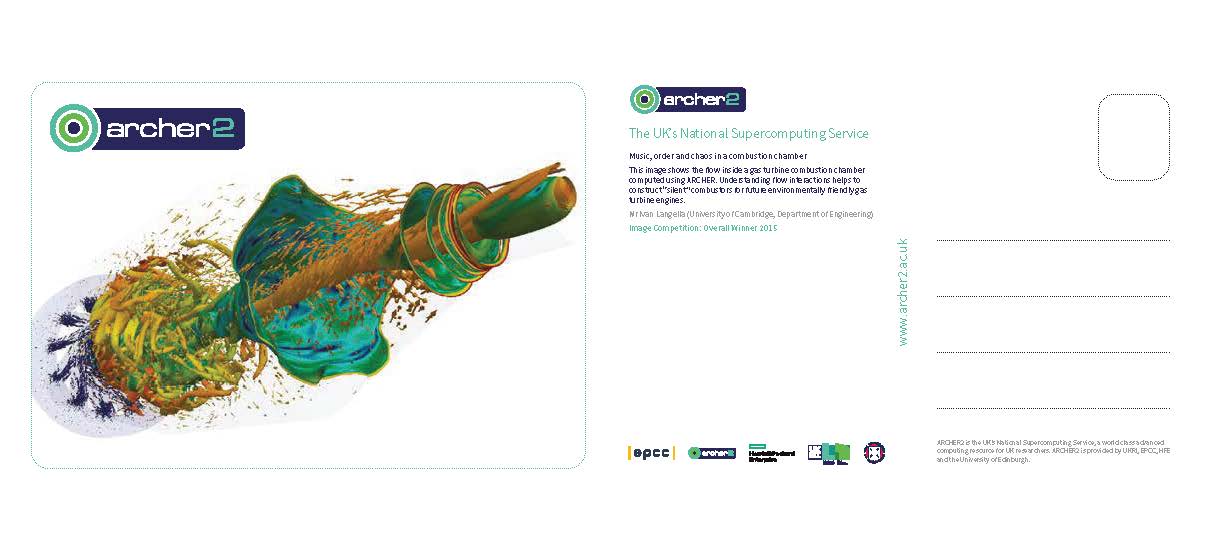 archer2
archer2
The UK's National Supercomputing Service
Music, order and chaos in a combustion chamber
This image shows the flow inside a gas turbine combustion chamber
computed using ARCHER. Understanding flow interactions helps to
construct "silent" combustors for future environmentally friendly gas
turbine engines.
Mr Ivan Langella (University of Cambridge, Department of Engineering)
Image Competition: Overall Winner 2015
www.archer2.ac.uk
epcc
archer2
Hewlett Packard
Enterprise
ARCHER2 is the UK's National Supercomputing Service, a world class advanced
computing resource for UK researchers. ARCHER2 is provided by UKRI, EPCC, HPE
and the University of Edinburgh.